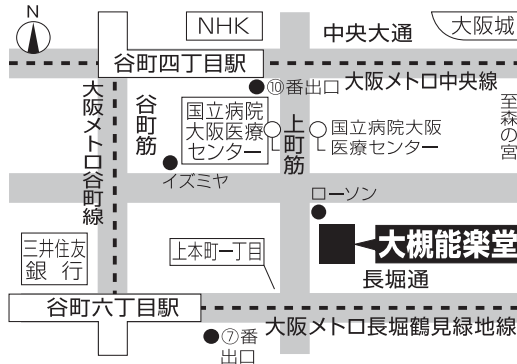 N
NHK
中央大通
大阪城
谷町四丁目駅
⑩番出口
大阪メトロ中央線
大阪メトロ谷町線
谷町筋
国立病院
大阪医療
センター
上町筋
国立病院大阪
医療センター
至森の宮
イズミヤ
ローソン
三井住友
銀行
上本町一丁目
大槻能楽堂
長堀通
谷町六丁目駅
大阪メトロ長堀鶴見緑地線
⑦番
出口